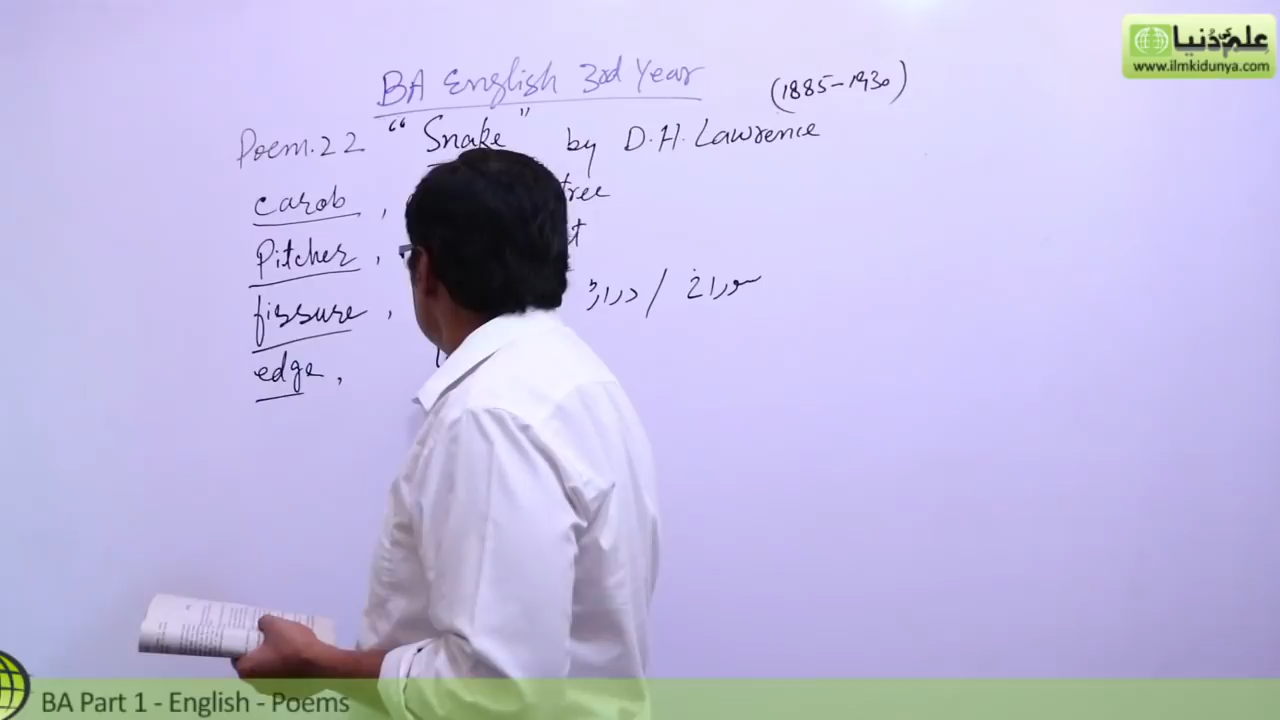 علم کی دُنیا
www.ilmkidunya.com
BA English 3rd Year
(1885-1930)
Poem.22 "Snake" by D.H. Lawrence
carob, tree
Pitcher,
fissure, دراڑ / سوراخ
edge,
BA Part 1 - English - Poems